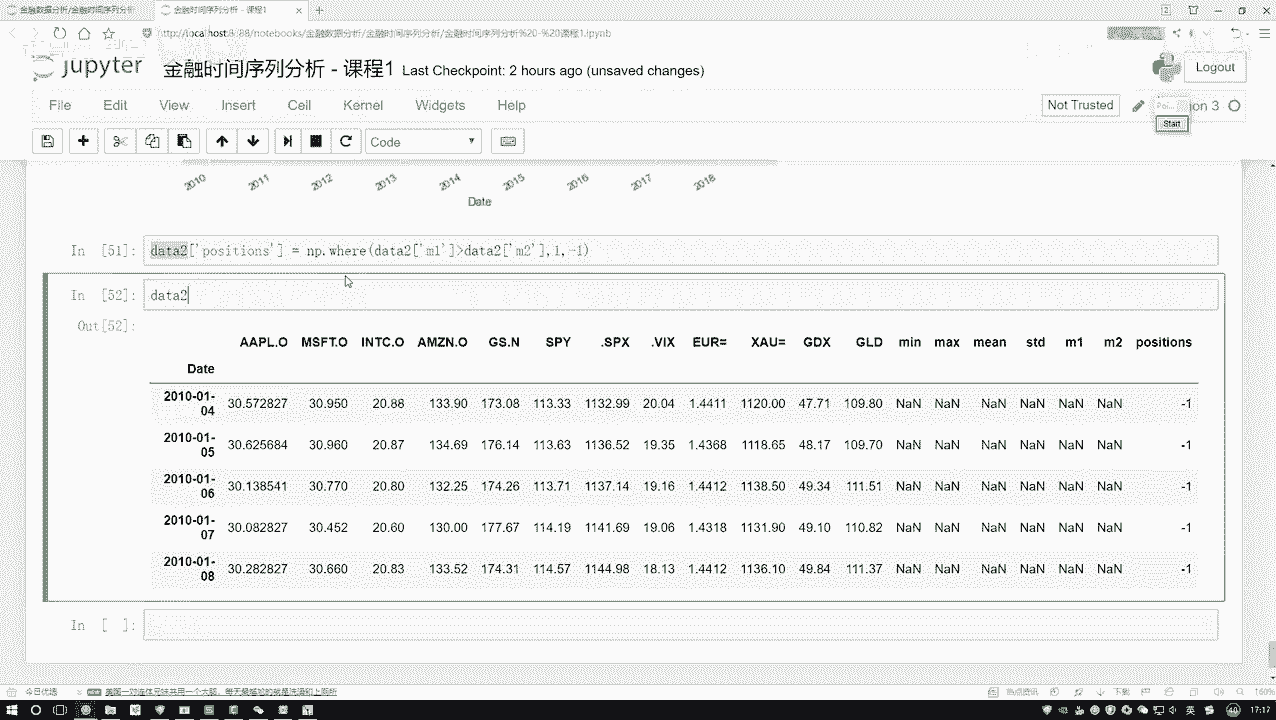 金融数据分析/金融时间序列分析 金融时间序列分析 - 课程1
ttp://localhost:8888/notebooks/金融数据分析/金融时间序列分析/金融时间序列分析%20-%20课程1.ipynb
jupyter 金融时间序列分析 - 课程1 Last Checkpoint: 2 hours ago (unsaved changes) Logout
File Edit View Insert Cell Kernel Widgets Help Not Trusted on 3
Code Start
2010 2011 2012 2013 2014 2015 2016 2017 2018
Date
In [51]: data2['positions'] = np.where(data2['m1']>data2['m2'],1,-1)
In [52]: data2
Out[52]:
AAPL.O MSFT.O INTC.O AMZN.O GS.N SPY .SPX .VIX EUR= XAU= GDX GLD min max mean std m1 m2 positions
Date
2010-01-04 30.572827 30.950 20.88 133.90 173.08 113.33 1132.99 20.04 1.4411 1120.00 47.71 109.80 NaN NaN NaN NaN NaN NaN -1
2010-01-05 30.625684 30.960 20.87 134.69 176.14 113.63 1136.52 19.35 1.4368 1118.65 48.17 109.70 NaN NaN NaN NaN NaN NaN -1
2010-01-06 30.138541 30.770 20.80 132.25 174.26 113.71 1137.14 19.16 1.4412 1138.50 49.34 111.51 NaN NaN NaN NaN NaN NaN -1
2010-01-07 30.082827 30.452 20.60 130.00 177.67 114.19 1141.69 19.06 1.4318 1131.90 49.10 110.82 NaN NaN NaN NaN NaN NaN -1
2010-01-08 30.282827 30.660 20.83 133.52 174.31 114.57 1144.98 18.13 1.4412 1136.10 49.84 111.37 NaN NaN NaN NaN NaN NaN -1
In [ ]:
今日优选 热点资讯 下载 160%
英 17:17